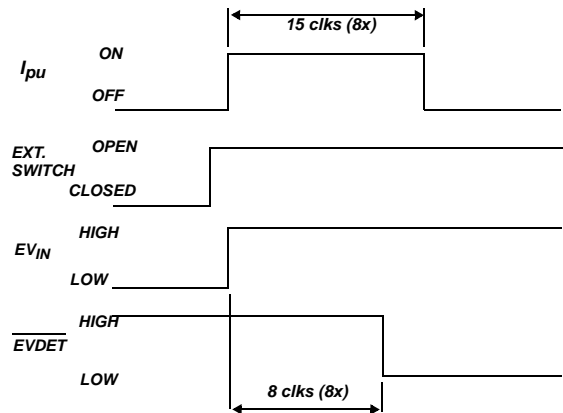 15 clks (8x)
Ipu
ON
OFF
EXT.
SWITCH
OPEN
CLOSED
EVIN
HIGH
LOW
EVDET
HIGH
LOW
8 clks (8x)